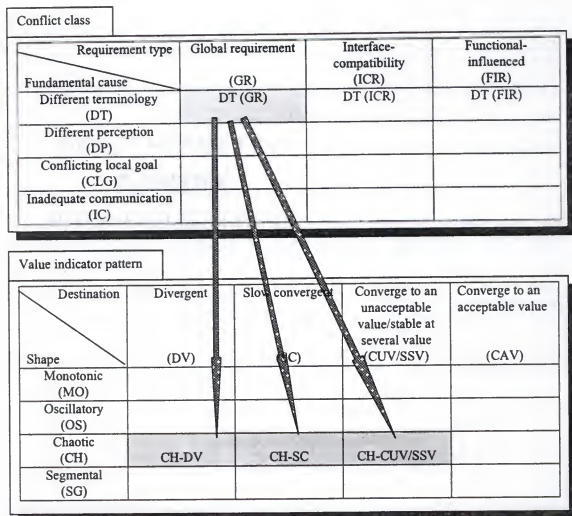 Conflict class
Requirement type
Global requirement
(GR)
Interface-
compatibility
(ICR)
Functional-
influenced
(FIR)
Fundamental cause
Different terminology
(DT)
DT (GR)
DT (ICR)
DT (FIR)
Different perception
(DP)
Conflicting local goal
(CLG)
Inadequate communication
(IC)
Value indicator pattern
Destination
Divergent
(DV)
Slow convergent
Converge to an
unacceptable
value/stable at
several value
(CUV/SSV)
Converge to an
acceptable value
(CAV)
Shape
Monotonic
(MO)
Oscillatory
(OS)
Chaotic
(CH)
CH-DV
CH-SC
CH-CUV/SSV
Segmental
(SG)